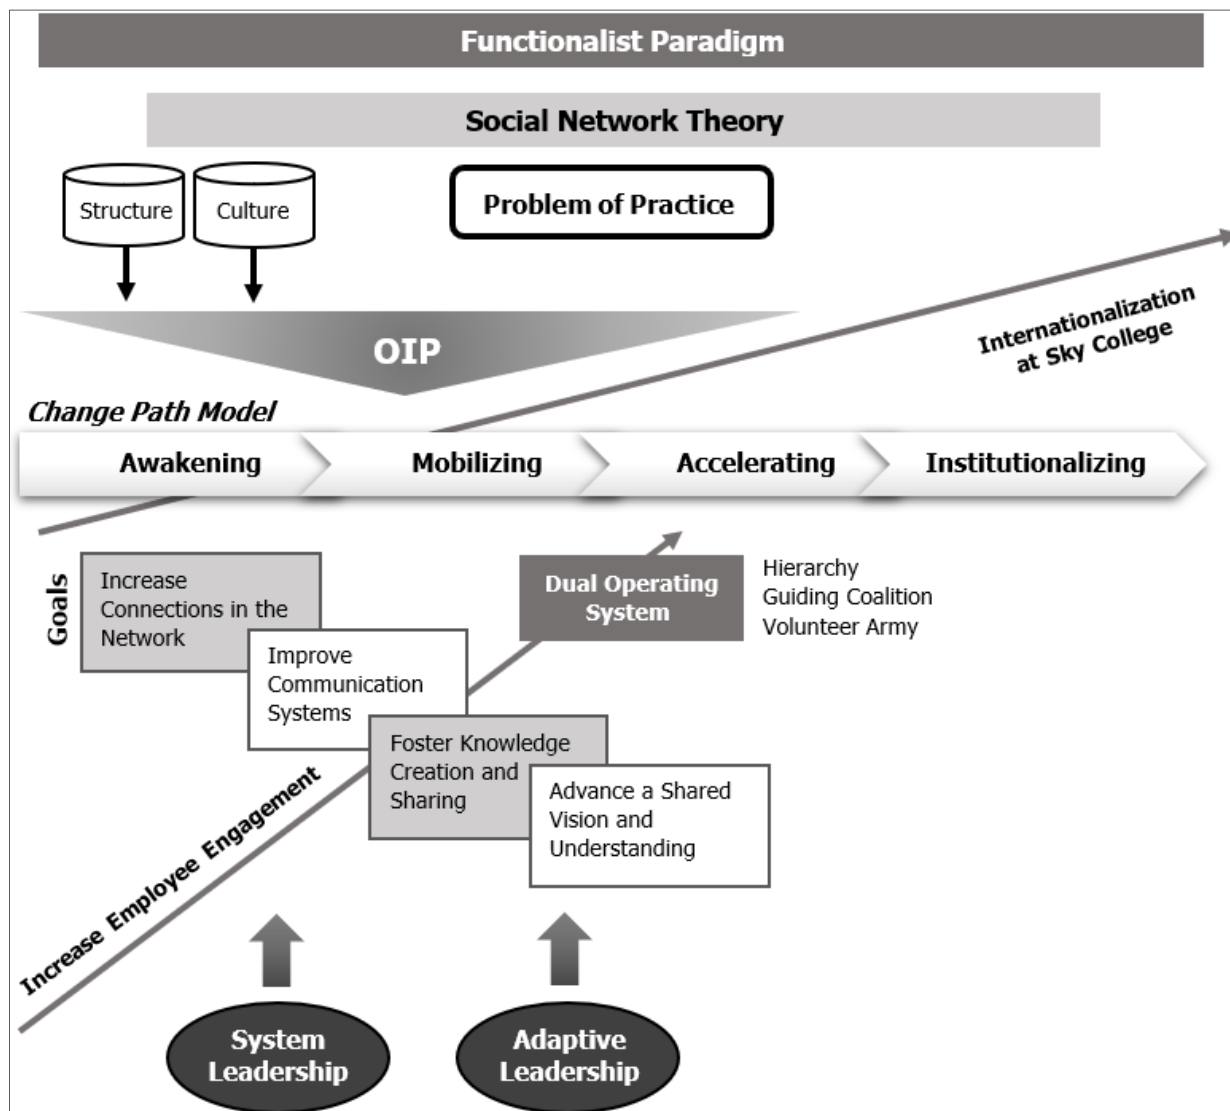 Functionalist Paradigm
Social Network Theory
Structure
Culture
Problem of Practice
OIP
Internationalization
at Sky College
Change Path Model
Awakening
Mobilizing
Accelerating
Institutionalizing
Goals
Increase
Connections in the
Network
Improve
Communication
Systems
Foster Knowledge
Creation and
Sharing
Advance a Shared
Vision and
Understanding
Dual Operating
System
Hierarchy
Guiding Coalition
Volunteer Army
Increase Employee Engagement
System
Leadership
Adaptive
Leadership